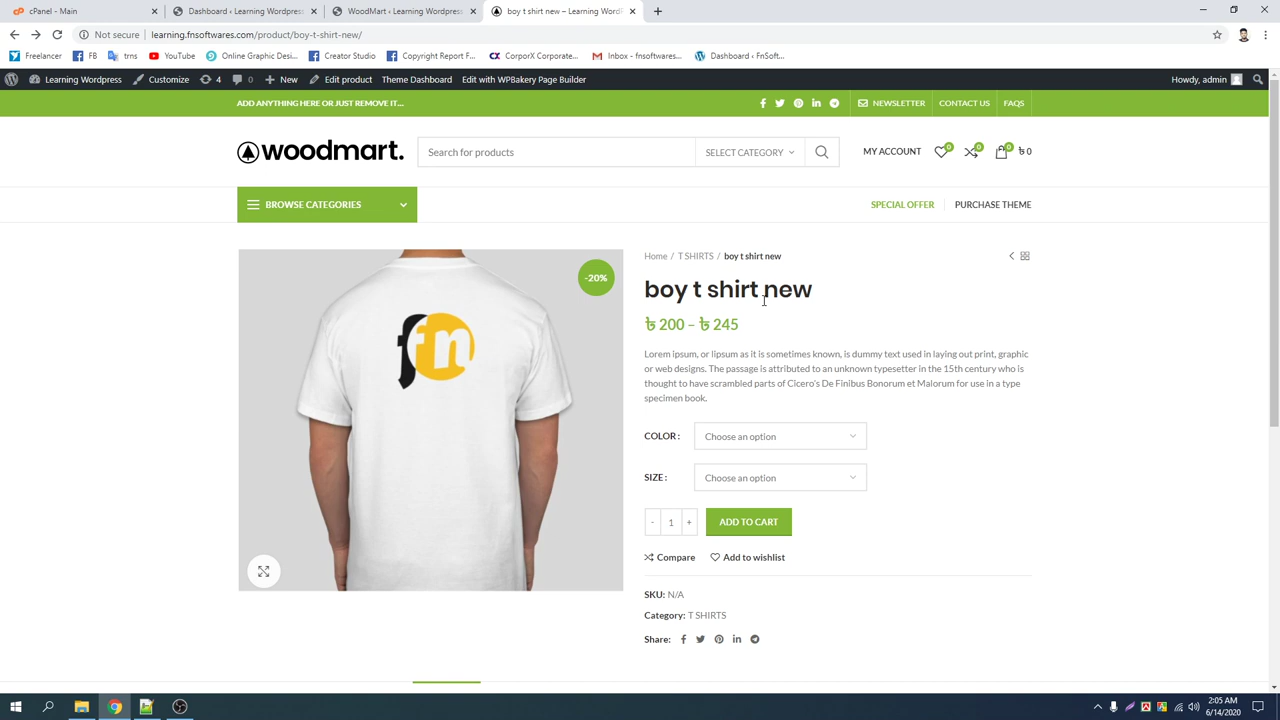 cPanel - Main
Dashboard
boy t shirt new – Learning Wordp
Not secure | learning.fnsoftwares.com/product/boy-t-shirt-new/
Freelancer
FB
trns
YouTube
Online Graphic Desi...
Creator Studio
Copyright Report F...
CorporX Corporate...
Inbox - fnsoftwares...
Dashboard ‹ FnSoft...
Learning Wordpress
Customize
4
0
New
Edit product
Theme Dashboard
Edit with WPBakery Page Builder
Howdy, admin
ADD ANYTHING HERE OR JUST REMOVE IT...
NEWSLETTER
CONTACT US
FAQS
woodmart.
Search for products
SELECT CATEGORY
MY ACCOUNT
0
0
0
৳ 0
BROWSE CATEGORIES
SPECIAL OFFER
PURCHASE THEME
-20%
fn
Home / T SHIRTS / boy t shirt new
boy t shirt new
৳ 200 – ৳ 245
Lorem ipsum, or lipsum as it is sometimes known, is dummy text used in laying out print, graphic
or web designs. The passage is attributed to an unknown typesetter in the 15th century who is
thought to have scrambled parts of Cicero's De Finibus Bonorum et Malorum for use in a type
specimen book.
COLOR :
Choose an option
SIZE :
Choose an option
- 1 +
ADD TO CART
Compare
Add to wishlist
SKU: N/A
Category: T SHIRTS
Share:
2:05 AM
6/14/2020